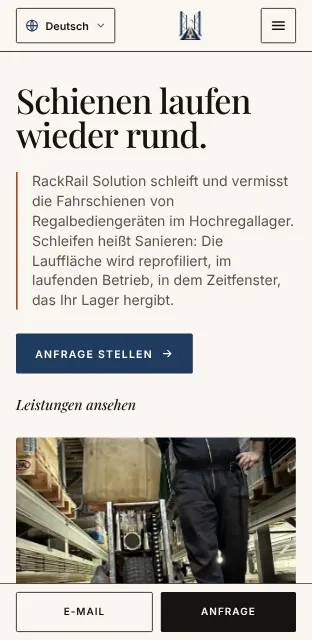 Deutsch
Schienen laufen
wieder rund.
RackRail Solution schleift und vermisst
die Fahrschienen von
Regalbediengeräten im Hochregallager.
Schleifen heißt Sanieren: Die
Lauffläche wird reprofiliert, im
laufenden Betrieb, in dem Zeitfenster,
das Ihr Lager hergibt.
ANFRAGE STELLEN →
Leistungen ansehen
E-MAIL
ANFRAGE